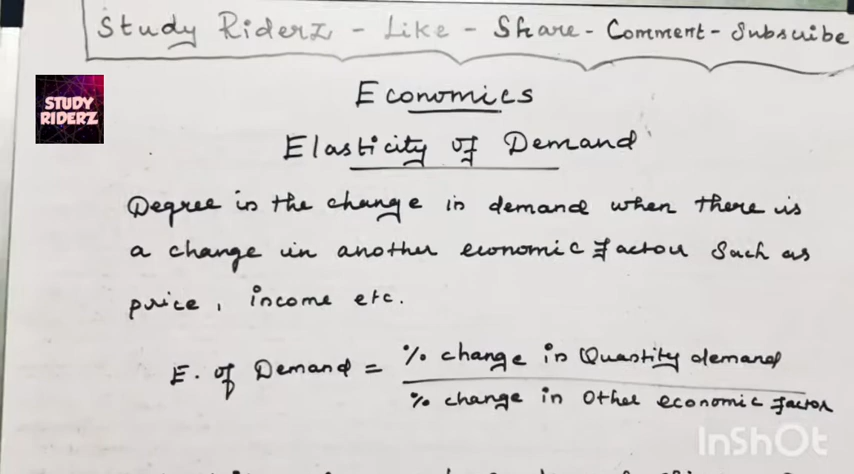 Study Riderz - Like - Share - Comment - Subscribe
STUDY
RIDERZ
Economics
Elasticity of Demand
Degree in the change in demand when there is
a change in another economic factor such as
price, income etc.
E. of Demand = % change in Quantity demand
% change in other economic factor
InShOt